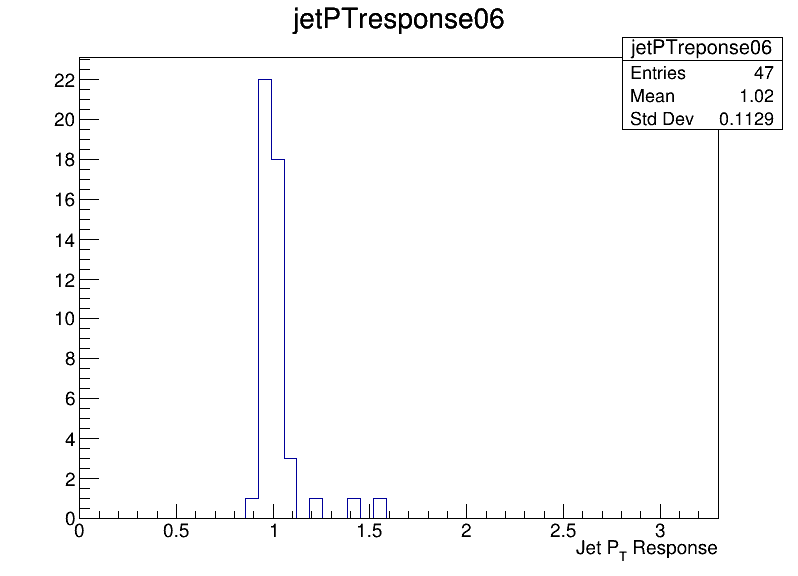 jetPTresponse06
jetPTreponse06
Entries 47
Mean 1.02
Std Dev 0.1129
22
20
18
16
14
12
10
8
6
4
2
0
0 0.5 1 1.5 2 2.5 3
Jet PT Response